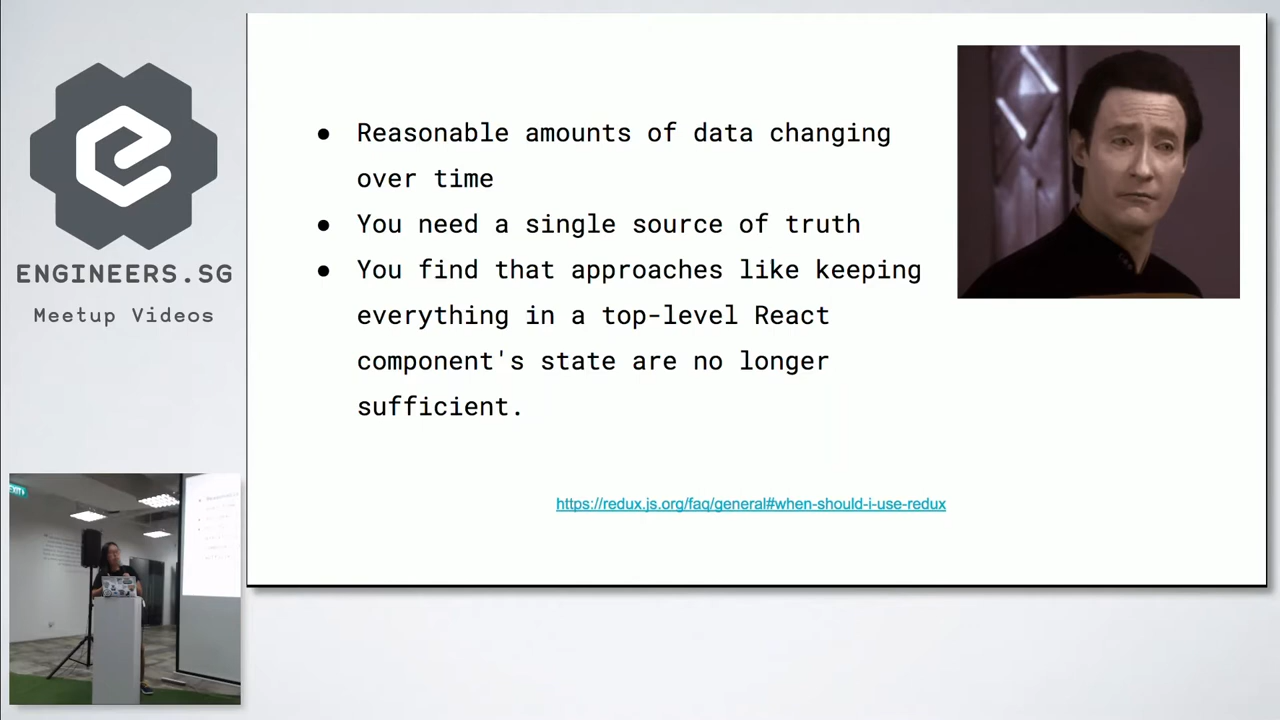 ENGINEERS.SG
Meetup Videos
● Reasonable amounts of data changing
over time
● You need a single source of truth
● You find that approaches like keeping
everything in a top-level React
component's state are no longer
sufficient.
https://redux.js.org/faq/general#when-should-i-use-redux
EXIT